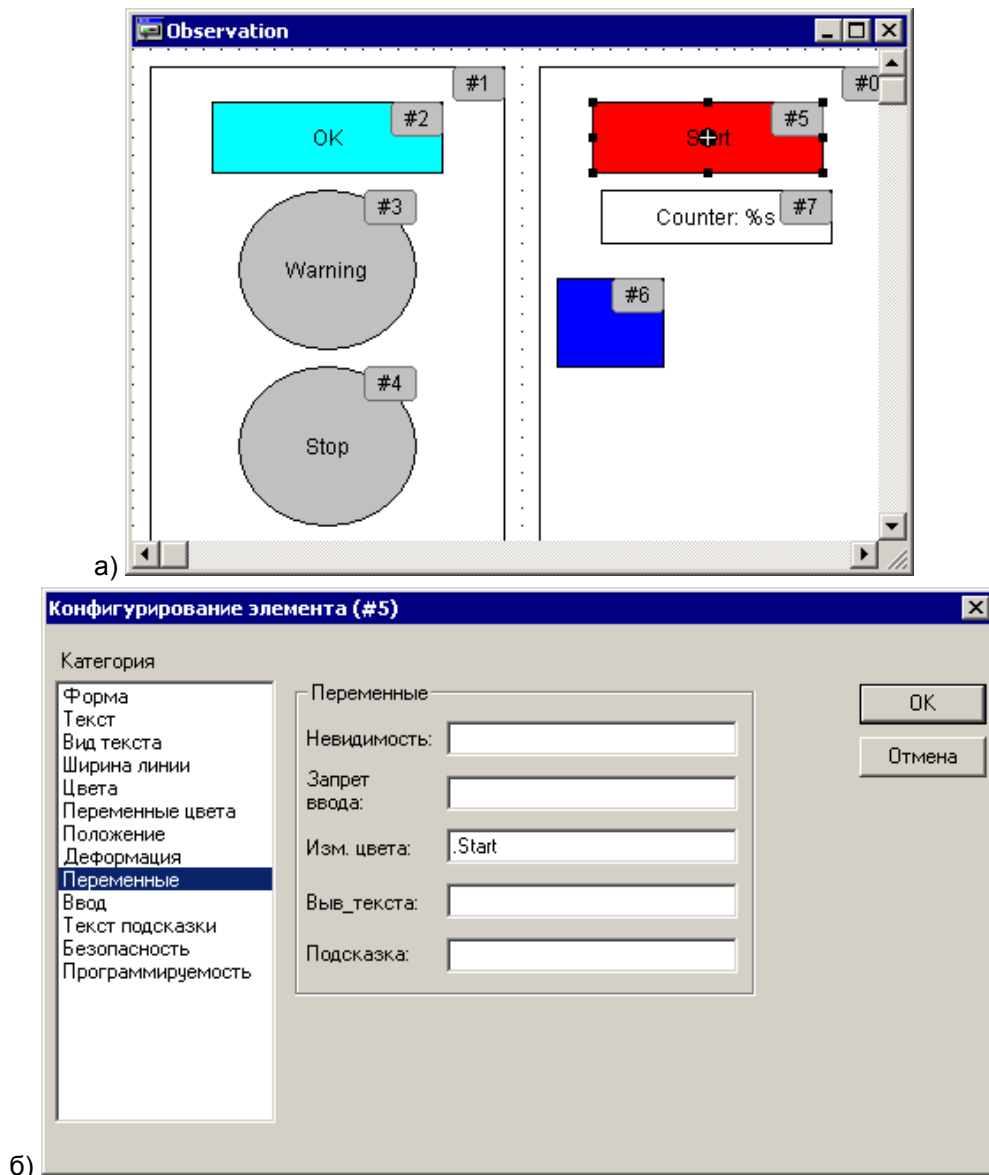 Observation
#1
#0
#2
OK
#5
Start
#3
Warning
#7
Counter: %s
#6
#4
Stop
а)
Конфигурирование элемента (#5)
Категория
Форма
Текст
Вид текста
Ширина линии
Цвета
Переменные цвета
Положение
Деформация
Переменные
Ввод
Текст подсказки
Безопасность
Программируемость
Переменные
Невидимость:
Запрет
ввода:
Изм. цвета:
.Start
Выв_текста:
Подсказка:
OK
Отмена
б)